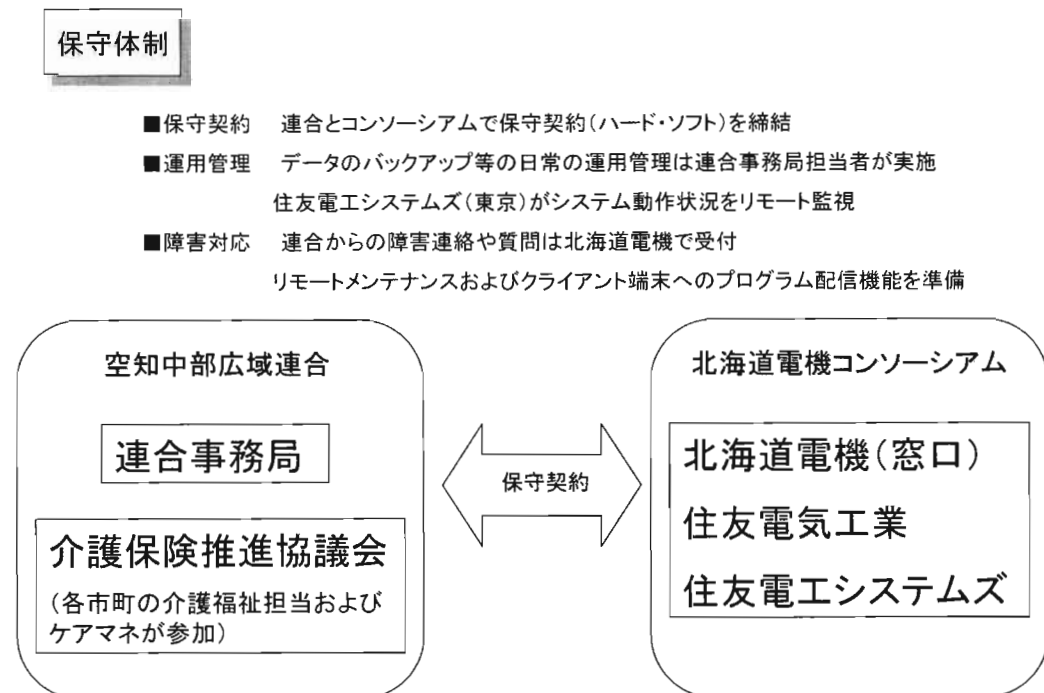 保守体制
■保守契約 連合とコンソーシアムで保守契約(ハード・ソフト)を締結
■運用管理 データのバックアップ等の日常の運用管理は連合事務局担当者が実施
住友電工システムズ(東京)がシステム動作状況をリモート監視
■障害対応 連合からの障害連絡や質問は北海道電機で受付
リモートメンテナンスおよびクライアント端末へのプログラム配信機能を準備
空知中部広域連合
連合事務局
介護保険推進協議会
(各市町の介護福祉担当および
ケアマネが参加)
保守契約
北海道電機コンソーシアム
北海道電機(窓口)
住友電気工業
住友電工システムズ